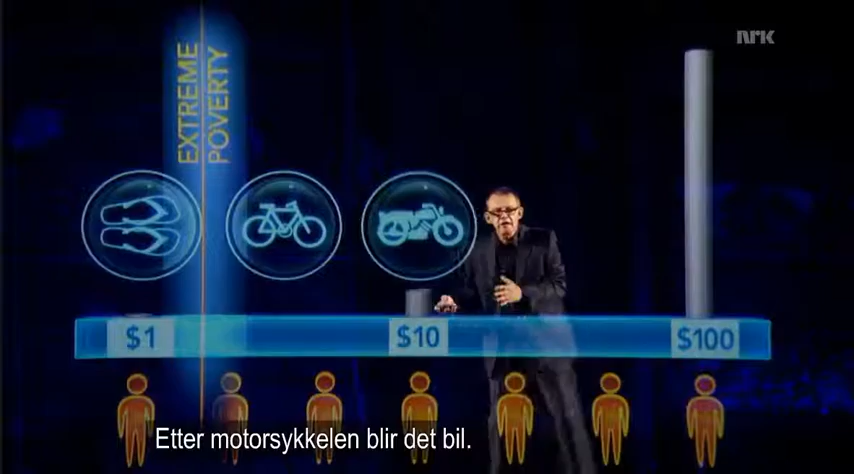 nrk
EXTREME
POVERTY
$1
$10
$100
Etter motorsykkelen blir det bil.